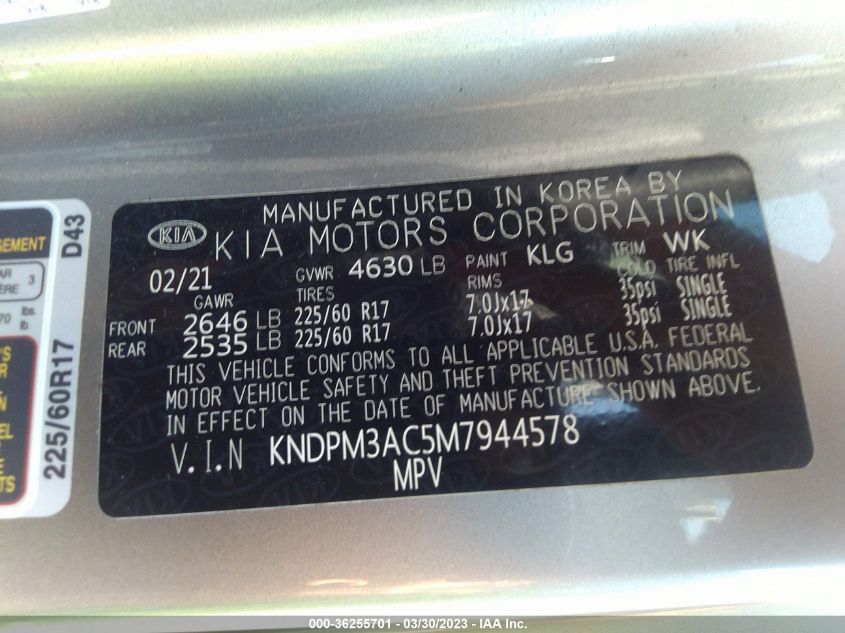 MANUFACTURED IN KOREA BY
KIA KIA MOTORS CORPORATION
02/21 GVWR 4630 LB PAINT KLG TRIM WK
GAWR TIRES RIMS COLD TIRE INFL
FRONT 2646 LB 225/60 R17 7.0Jx17 35psi SINGLE
REAR 2535 LB 225/60 R17 7.0Jx17 35psi SINGLE
THIS VEHICLE CONFORMS TO ALL APPLICABLE U.S.A. FEDERAL
MOTOR VEHICLE SAFETY AND THEFT PREVENTION STANDARDS
IN EFFECT ON THE DATE OF MANUFACTURE SHOWN ABOVE.
V.I.N KNDPM3AC5M7944578
MPV
D43
225/60R17
3
lbs.
000-36255701 - 03/30/2023 - IAA Inc.